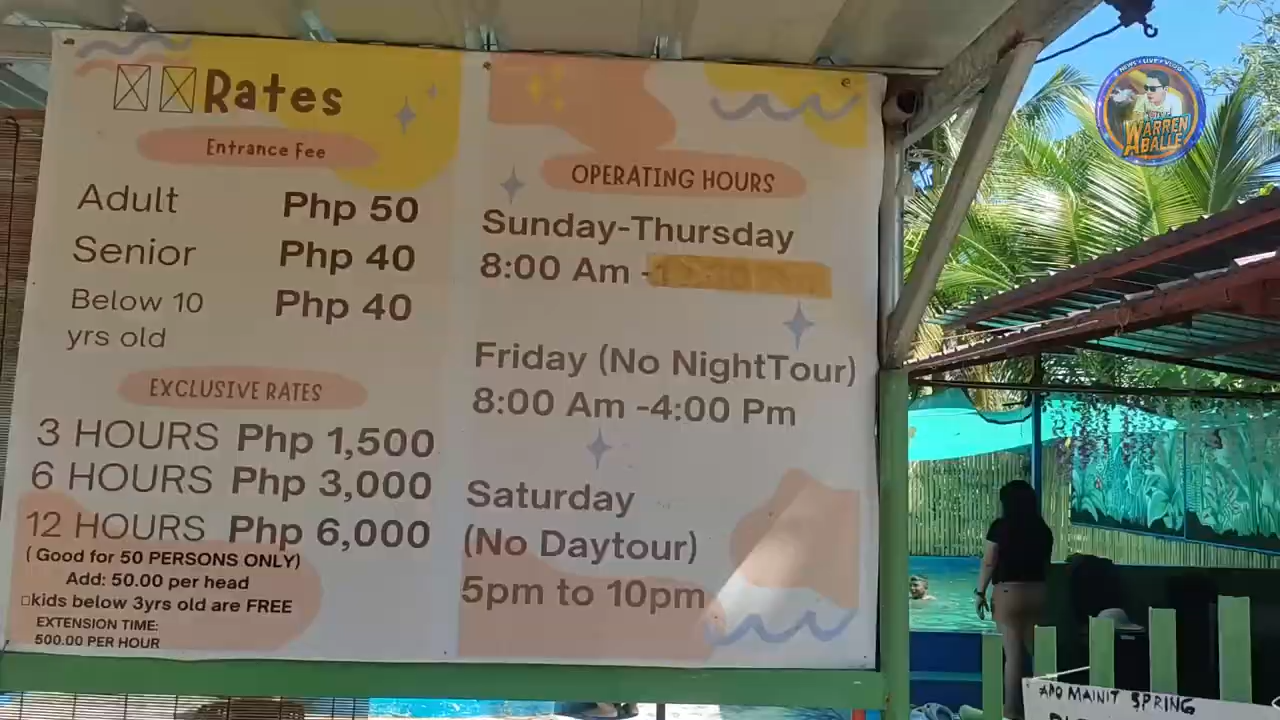 Rates
Entrance Fee
Adult Php 50
Senior Php 40
Below 10 Php 40
yrs old
EXCLUSIVE RATES
3 HOURS Php 1,500
6 HOURS Php 3,000
12 HOURS Php 6,000
( Good for 50 PERSONS ONLY)
Add: 50.00 per head
kids below 3yrs old are FREE
EXTENSION TIME:
500.00 PER HOUR
OPERATING HOURS
Sunday-Thursday
8:00 Am -
Friday (No NightTour)
8:00 Am -4:00 Pm
Saturday
(No Daytour)
5pm to 10pm
NEWS • LIVE • VLOG
WARREN
ABALLE
APO MAINIT SPRING